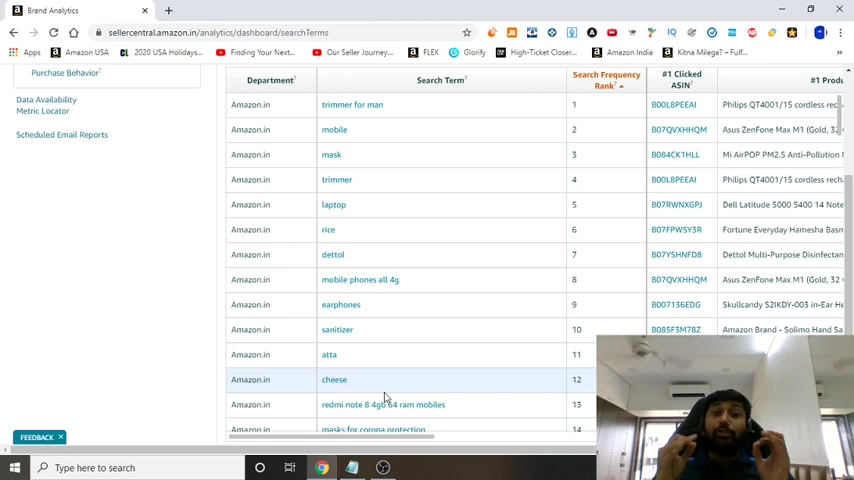 Brand Analytics
sellercentral.amazon.in/analytics/dashboard/searchTerms
Apps Amazon USA 2020 USA Holidays... Finding Your Next... Our Seller Journey... FLEX Glorify High-Ticket Closer... Amazon India Kitna Milega? – Fulf...
Purchase Behavior?
Data Availability
Metric Locator
Scheduled Email Reports
Department? Search Term? Search Frequency Rank? #1 Clicked ASIN? #1 Produ
Amazon.in trimmer for man 1 B00L8PEEAI Philips QT4001/15 cordless rech
Amazon.in mobile 2 B07QVXHHQM Asus ZenFone Max M1 (Gold, 32
Amazon.in mask 3 B084CK1HLL Mi AirPOP PM2.5 Anti-Pollution
Amazon.in trimmer 4 B00L8PEEAI Philips QT4001/15 cordless rech
Amazon.in laptop 5 B07RWNXGPJ Dell Latitude 5000 5400 14 Note
Amazon.in rice 6 B07FPWSY3R Fortune Everyday Hamesha Basm
Amazon.in dettol 7 B07YSHNFD8 Dettol Multi-Purpose Disinfectan
Amazon.in mobile phones all 4g 8 B07QVXHHQM Asus ZenFone Max M1 (Gold, 32
Amazon.in earphones 9 B007136EDG Skullcandy S2IKDY-003 in-Ear He
Amazon.in sanitizer 10 B085F3M78Z Amazon Brand - Solimo Hand Sa
Amazon.in atta 11
Amazon.in cheese 12
Amazon.in redmi note 8 4gb 64 ram mobiles 13
Amazon.in masks for corona protection 14
FEEDBACK
Type here to search